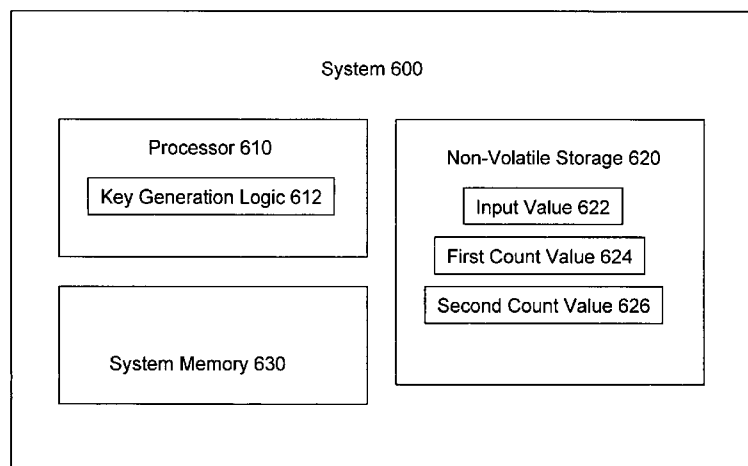 System 600
Processor 610
Key Generation Logic 612
Non-Volatile Storage 620
Input Value 622
First Count Value 624
Second Count Value 626
System Memory 630